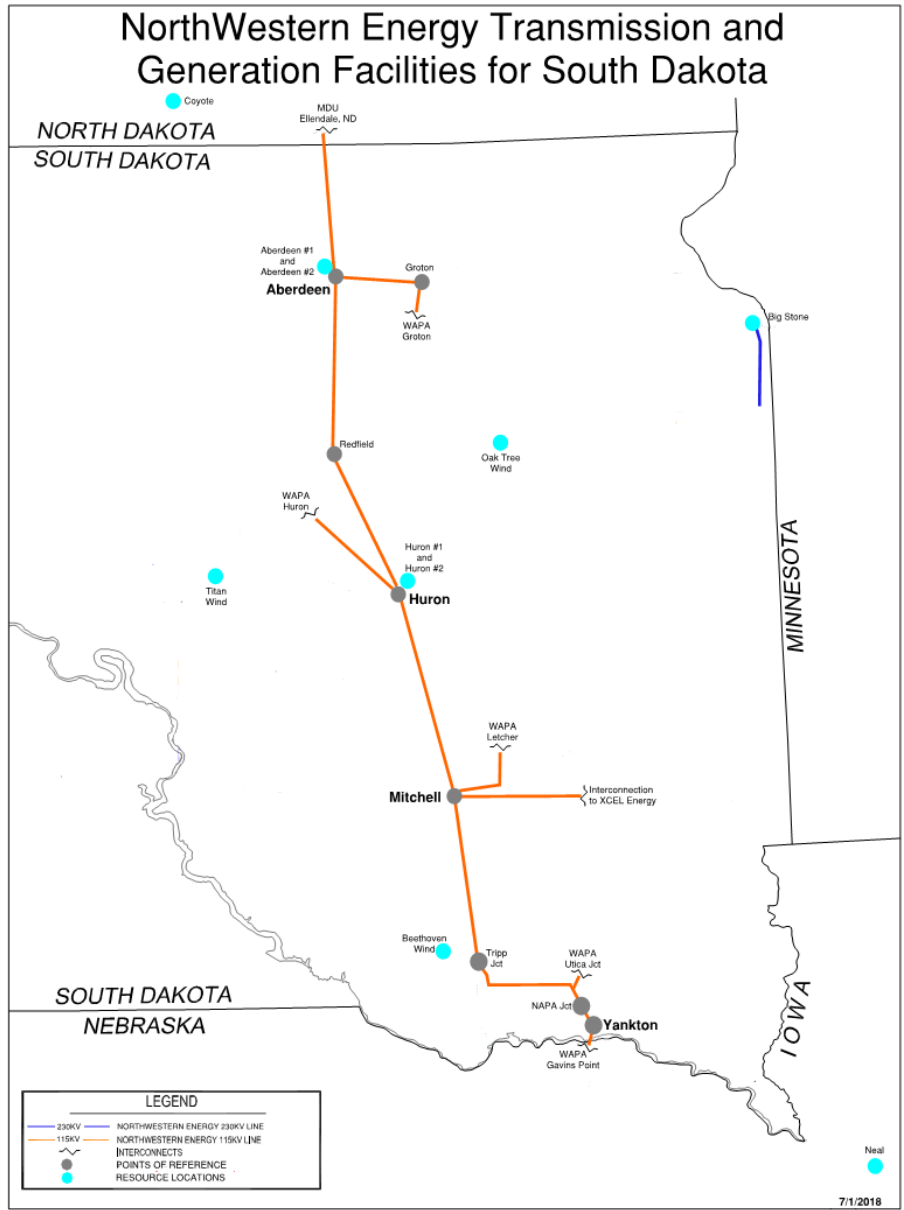 NorthWestern Energy Transmission and
Generation Facilities for South Dakota
Coyote
MDU
Ellendale, ND
NORTH DAKOTA
SOUTH DAKOTA
Aberdeen #1
and
Aberdeen #2
Aberdeen
Groton
WAPA
Groton
Big Stone
Redfield
Oak Tree
Wind
WAPA
Huron
Huron #1
and
Huron #2
Titan
Wind
Huron
MINNESOTA
WAPA
Letcher
Mitchell
Interconnection
to XCEL Energy
Beethoven
Wind
Tripp
Jct
WAPA
Utica Jct
SOUTH DAKOTA
NEBRASKA
NAPA Jct
Yankton
IOWA
WAPA
Gavins Point
LEGEND
230KV NORTHWESTERN ENERGY 230KV LINE
115KV NORTHWESTERN ENERGY 115KV LINE
INTERCONNECTS
POINTS OF REFERENCE
RESOURCE LOCATIONS
Neal
7/1/2018